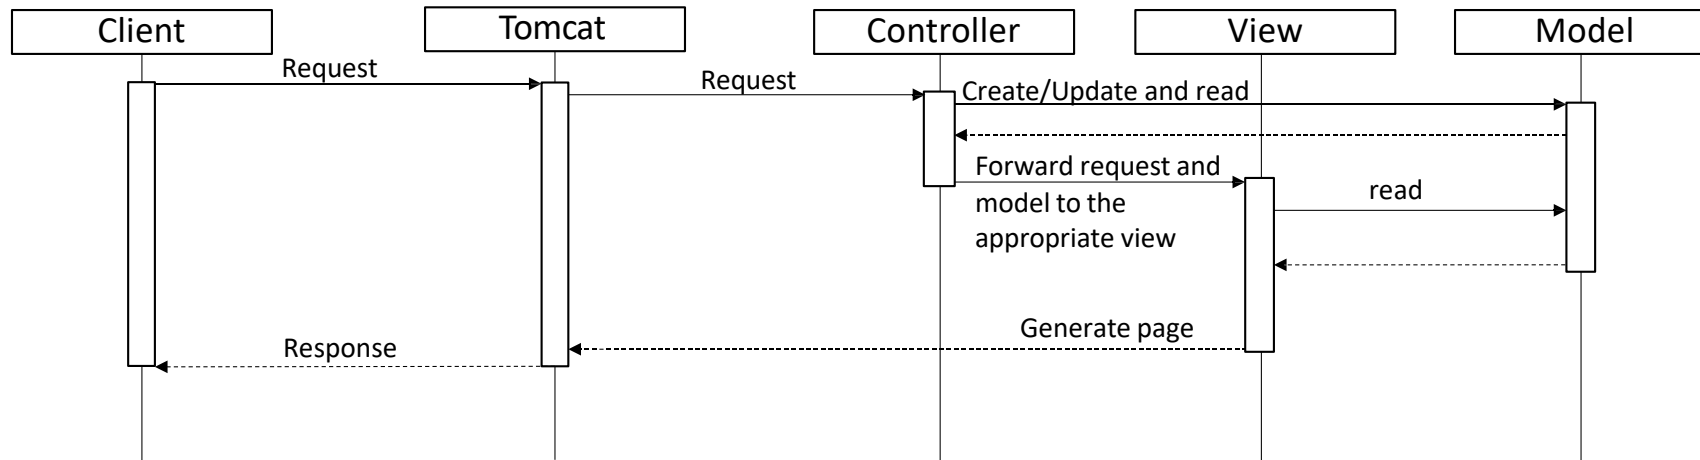 Client
Tomcat
Controller
View
Model
Request
Request
Create/Update and read
Forward request and
model to the
appropriate view
read
Generate page
Response